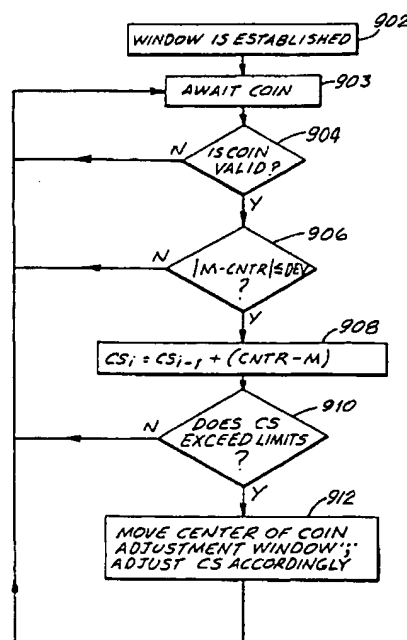 902
WINDOW IS ESTABLISHED
903
AWAIT COIN
904
N
IS COIN
VALID?
Y
906
N
|M-CNTR|≤DEV
?
Y
908
CSi = CSi-1 + (CNTR-M)
910
N
DOES CS
EXCEED LIMITS
?
Y
912
MOVE CENTER OF COIN
ADJUSTMENT WINDOW;
ADJUST CS ACCORDINGLY